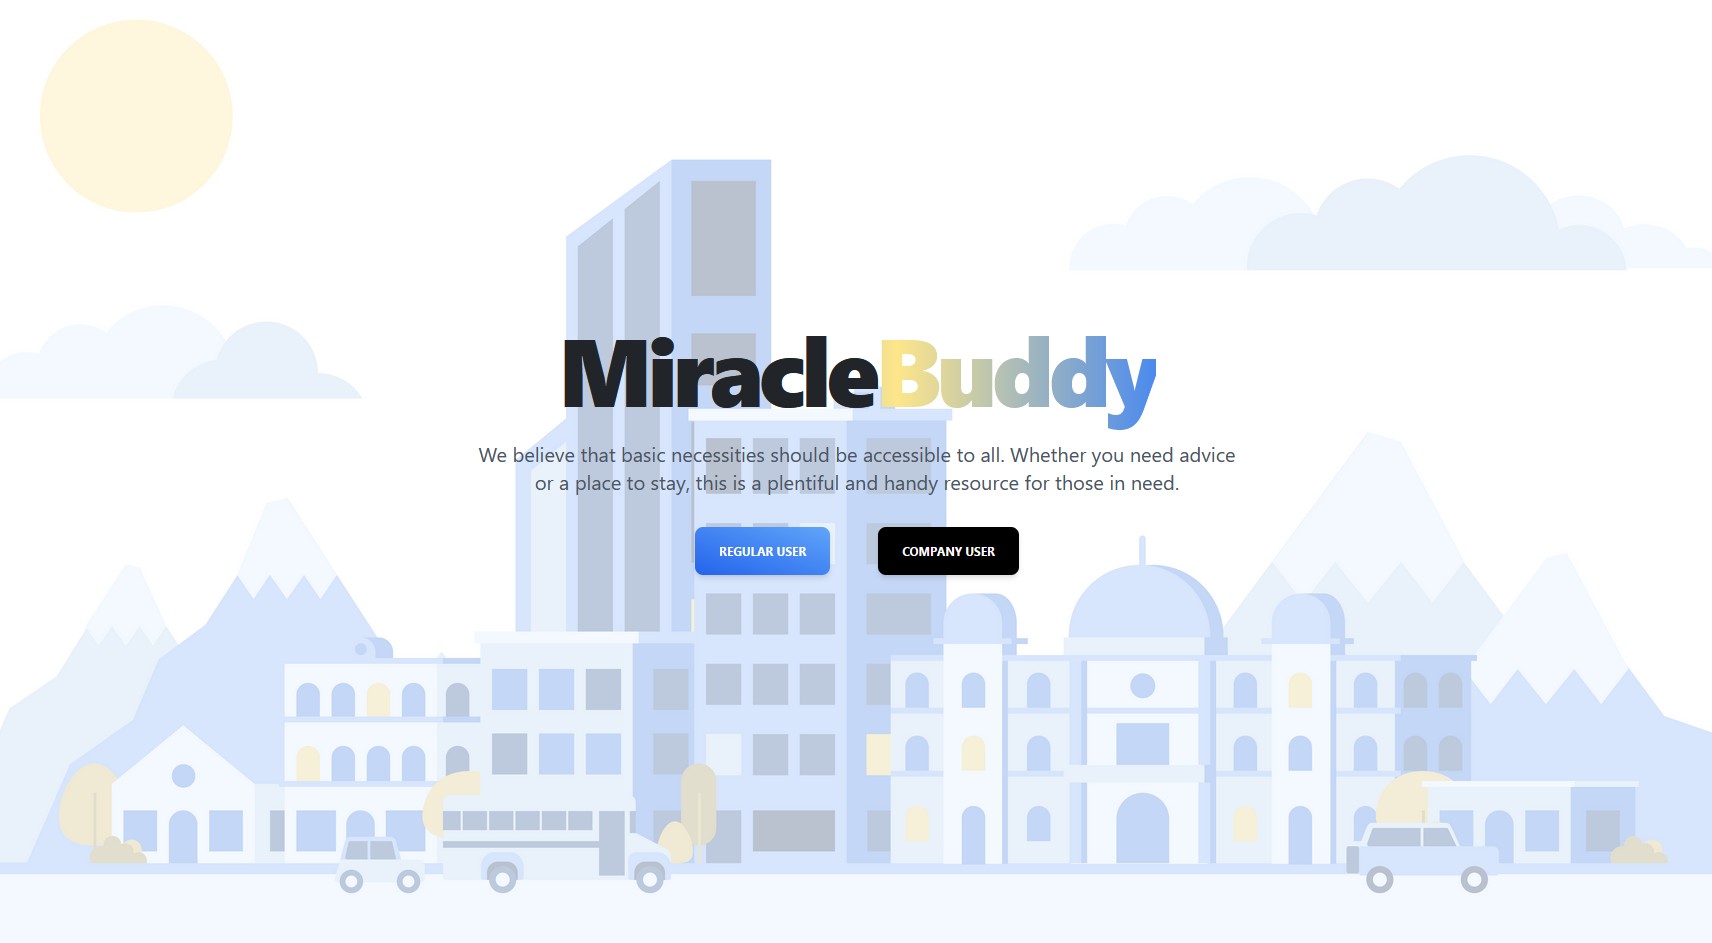 MiracleBuddy
We believe that basic necessities should be accessible to all. Whether you need advice
or a place to stay, this is a plentiful and handy resource for those in need.
REGULAR USER
COMPANY USER